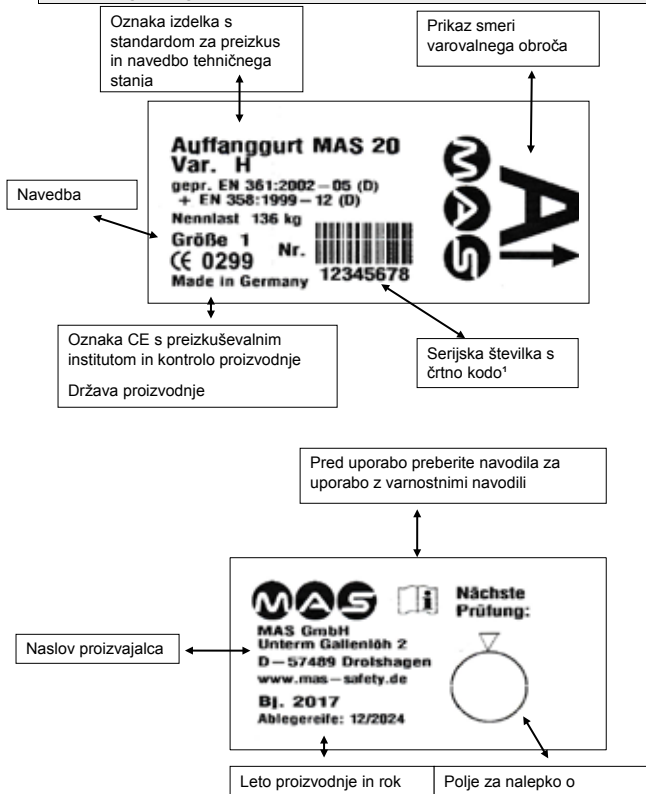 Oznaka izdelka s
standardom za preizkus
in navedbo tehničnega
stanja
Prikaz smeri
varovalnega obroča
Auffanggurt MAS 20
Var. H
gepr. EN 361:2002-05 (D)
+ EN 358:1999-12 (D)
Nennlast 136 kg
Größe 1
CE 0299
Made in Germany
Nr.
12345678
MAS
A
Navedba
Oznaka CE s preizkuševalnim
institutom in kontrolo proizvodnje
Država proizvodnje
Serijska številka s
črtno kodo¹
Pred uporabo preberite navodila za
uporabo z varnostnimi navodili
MAS
i
Nächste
Prüfung:
MAS GmbH
Unterm Gallenlöh 2
D-57489 Drolshagen
www.mas-safety.de
Bj. 2017
Ablegereife: 12/2024
Naslov proizvajalca
Leto proizvodnje in rok
Polje za nalepko o